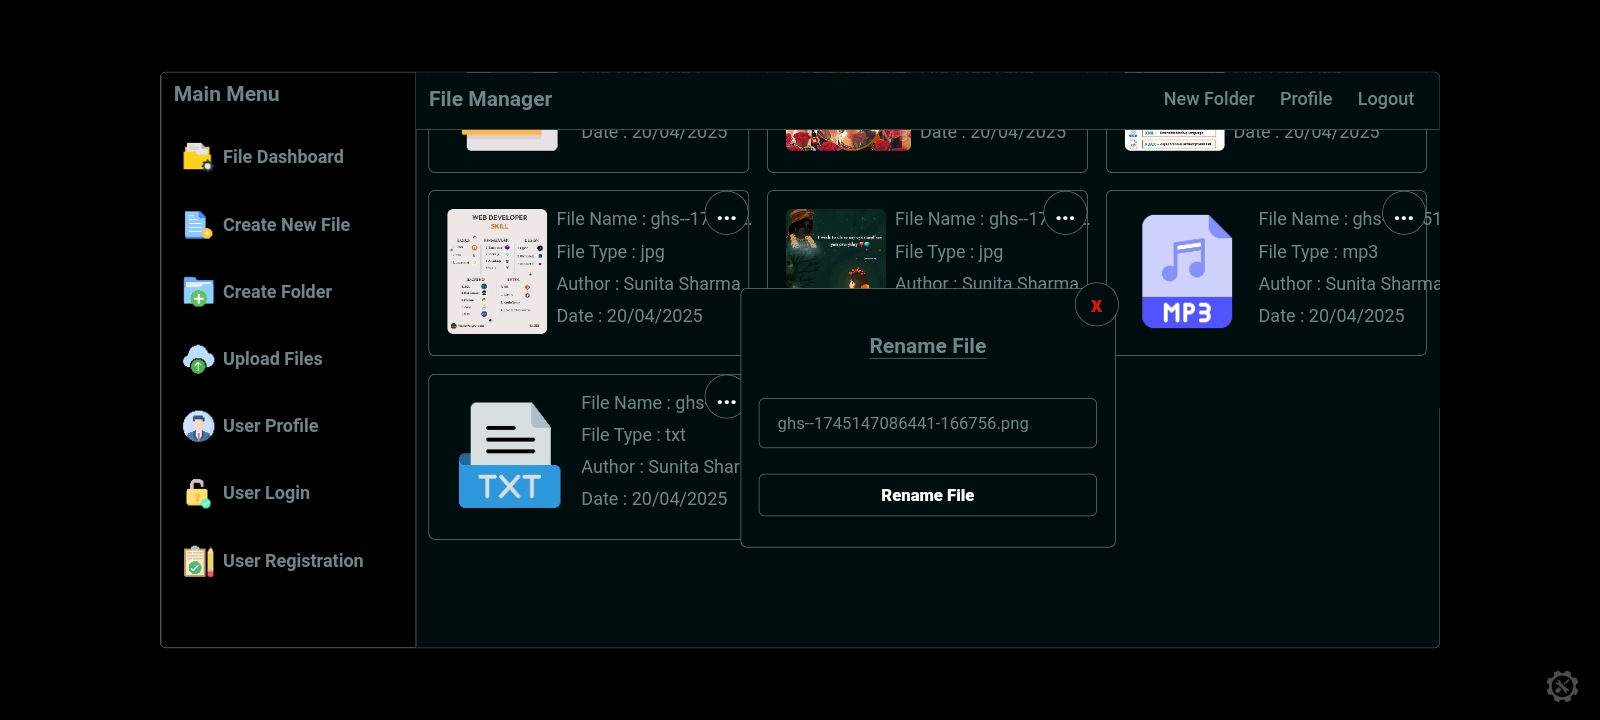 Main Menu
File Dashboard
Create New File
Create Folder
Upload Files
User Profile
User Login
User Registration
File Manager
New Folder
Profile
Logout
Date : 20/04/2025
Date : 20/04/2025
Date : 20/04/2025
WEB DEVELOPER
SKILL
File Name : ghs--17
File Type : jpg
Author : Sunita Sharma
Date : 20/04/2025
File Name : ghs--17
File Type : jpg
Author : Sunita Sharma
MP3
File Name : ghs
File Type : mp3
Author : Sunita Sharma
Date : 20/04/2025
TXT
File Name : ghs
File Type : txt
Author : Sunita Shar
Date : 20/04/2025
X
Rename File
ghs--1745147086441-166756.png
Rename File